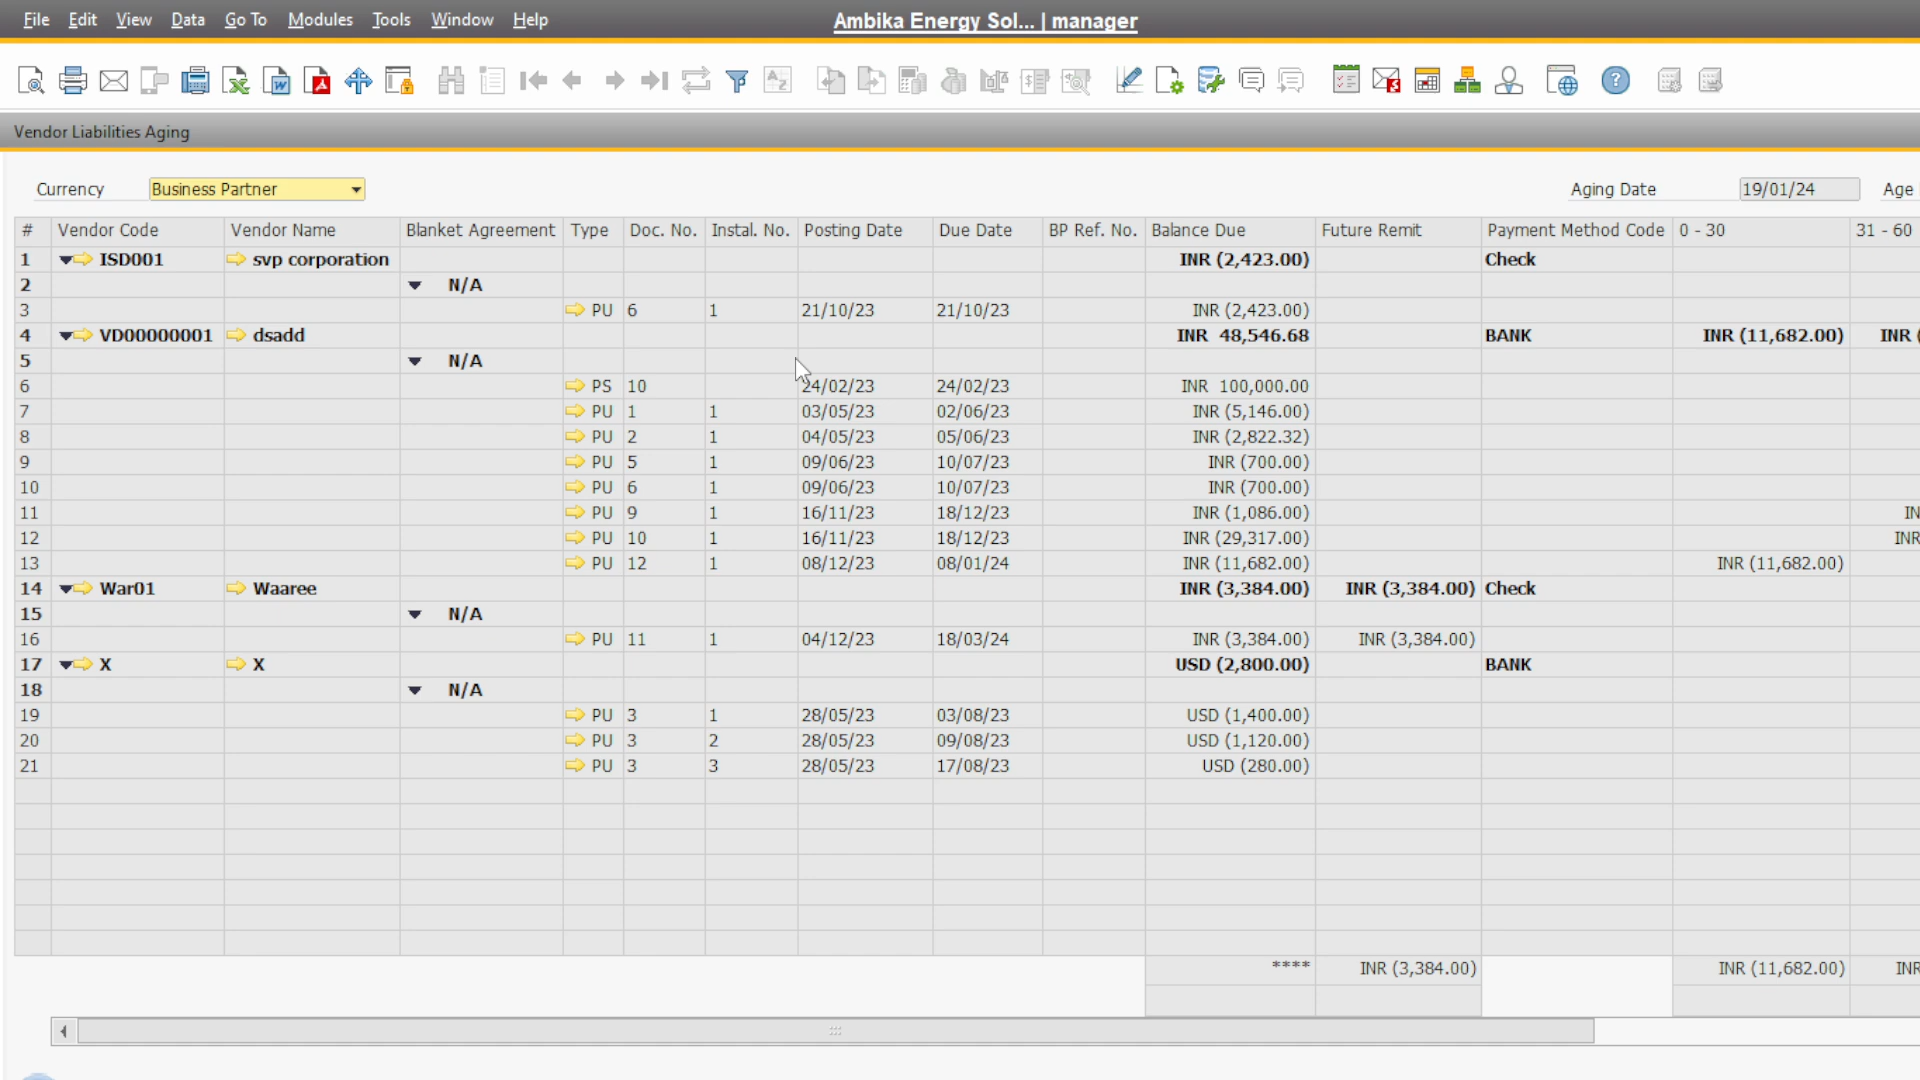 File Edit View Data Go To Modules Tools Window Help Ambika Energy Sol... | manager
Vendor Liabilities Aging
Currency Business Partner Aging Date 19/01/24 Age
# Vendor Code Vendor Name Blanket Agreement Type Doc. No. Instal. No. Posting Date Due Date BP Ref. No. Balance Due Future Remit Payment Method Code 0 - 30 31 - 60
1 ISD001 svp corporation INR (2,423.00) Check
2 N/A
3 PU 6 1 21/10/23 21/10/23 INR (2,423.00)
4 VD00000001 dsadd INR 48,546.68 BANK INR (11,682.00) INR (
5 N/A
6 PS 10 24/02/23 24/02/23 INR 100,000.00
7 PU 1 1 03/05/23 02/06/23 INR (5,146.00)
8 PU 2 1 04/05/23 05/06/23 INR (2,822.32)
9 PU 5 1 09/06/23 10/07/23 INR (700.00)
10 PU 6 1 09/06/23 10/07/23 INR (700.00)
11 PU 9 1 16/11/23 18/12/23 INR (1,086.00) IN
12 PU 10 1 16/11/23 18/12/23 INR (29,317.00) INR
13 PU 12 1 08/12/23 08/01/24 INR (11,682.00) INR (11,682.00)
14 War01 Waaree INR (3,384.00) INR (3,384.00) Check
15 N/A
16 PU 11 1 04/12/23 18/03/24 INR (3,384.00) INR (3,384.00)
17 X X USD (2,800.00) BANK
18 N/A
19 PU 3 1 28/05/23 03/08/23 USD (1,400.00)
20 PU 3 2 28/05/23 09/08/23 USD (1,120.00)
21 PU 3 3 28/05/23 17/08/23 USD (280.00)
**** INR (3,384.00) INR (11,682.00) INR